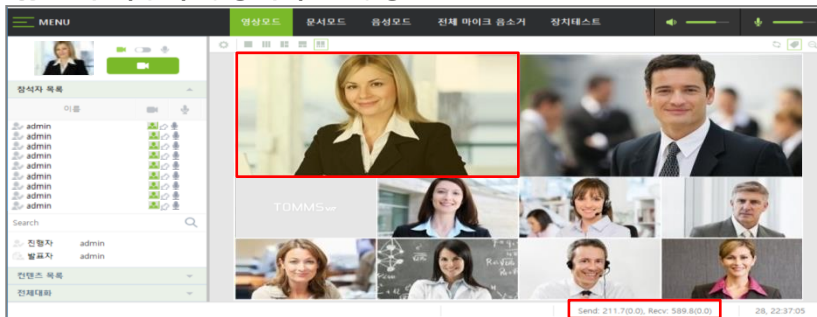 MENU
영상모드 문서모드 음성모드 전체 마이크 음소거 장치테스트
참석자 목록
이름
admin
admin
admin
admin
admin
admin
admin
admin
admin
Search
진행자 admin
발표자 admin
컨텐츠 목록
전체대화
TOMMS
Send: 211.7(0.0), Recv: 589.8(0.0)
28, 22:37:05